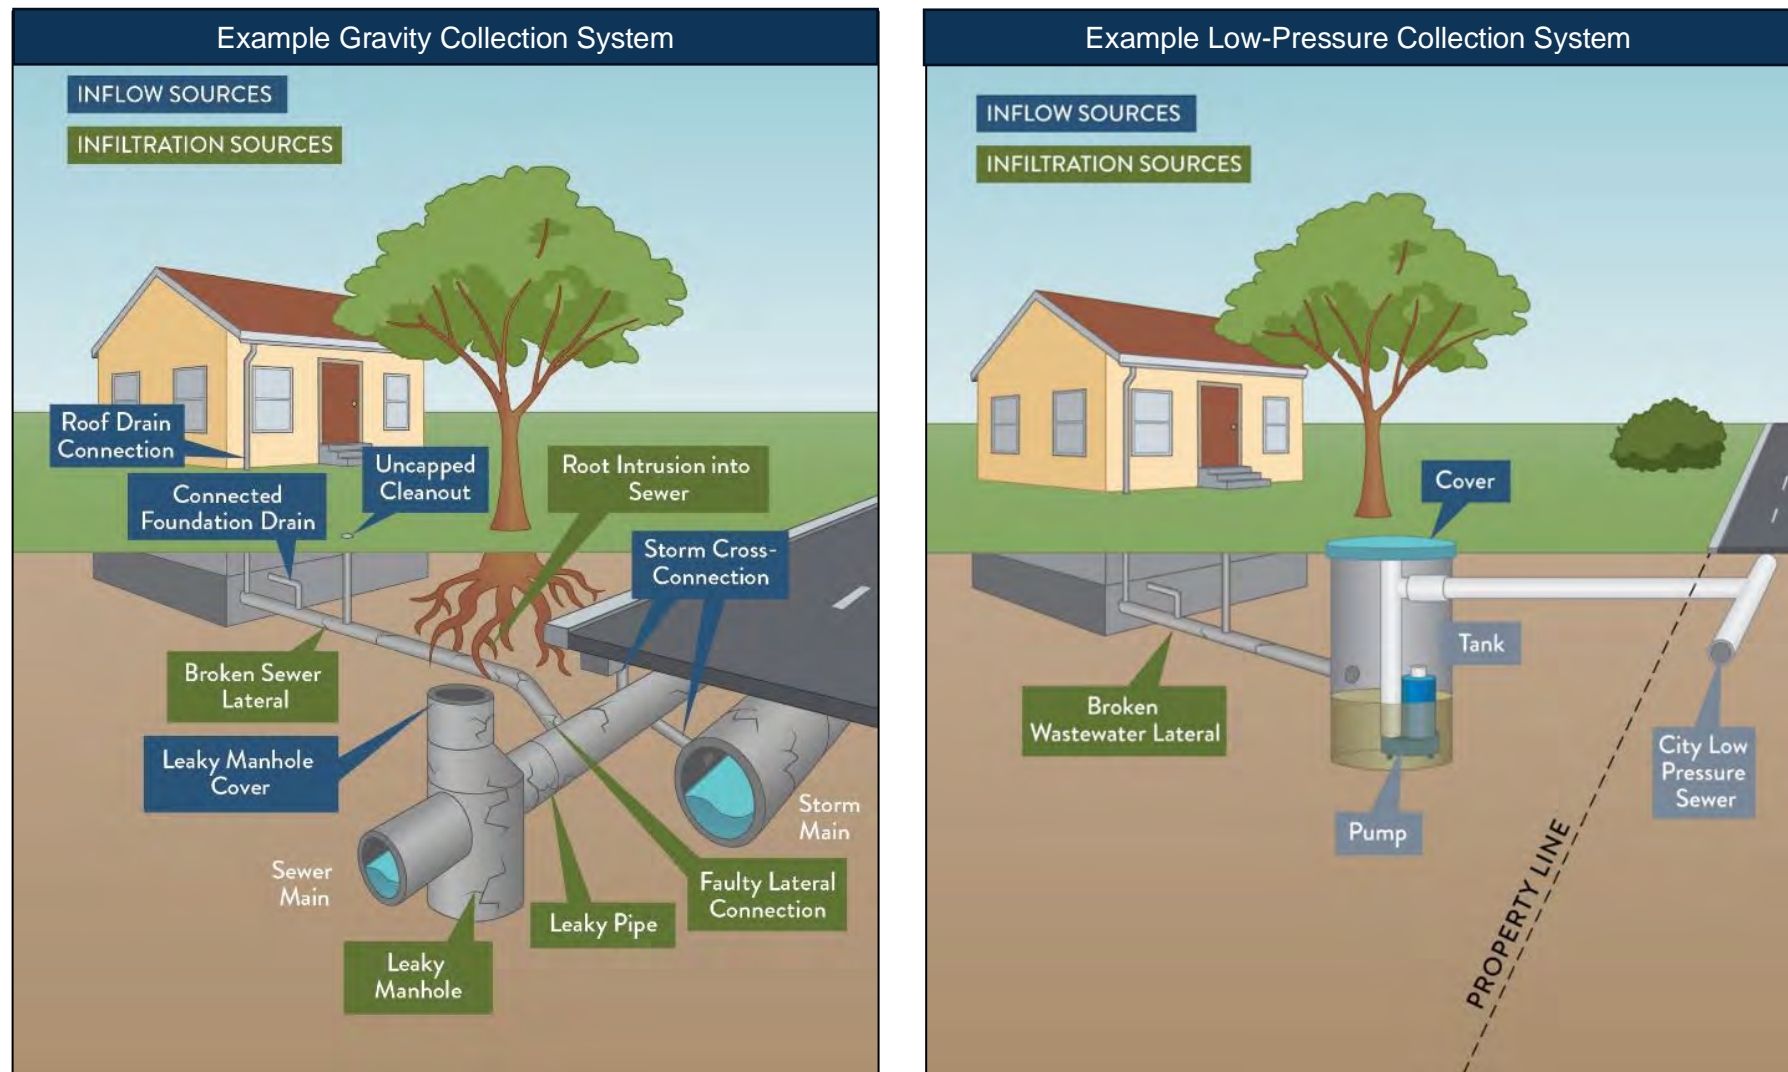 Example Gravity Collection System
INFLOW SOURCES
INFILTRATION SOURCES
Roof Drain
Connection
Uncapped
Cleanout
Root Intrusion into
Sewer
Connected
Foundation Drain
Storm Cross-
Connection
Broken Sewer
Lateral
Leaky Manhole
Cover
Storm
Main
Sewer
Main
Faulty Lateral
Connection
Leaky Pipe
Leaky
Manhole
Example Low-Pressure Collection System
INFLOW SOURCES
INFILTRATION SOURCES
Cover
Tank
Broken
Wastewater Lateral
City Low
Pressure
Sewer
Pump
PROPERTY LINE